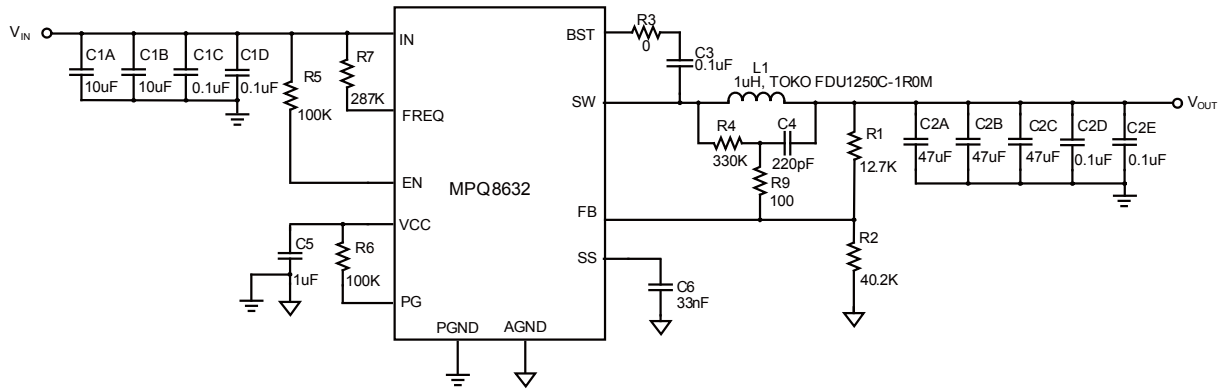 V_IN
C1A
10uF
C1B
10uF
C1C
0.1uF
C1D
0.1uF
R5
100K
R7
287K
IN
FREQ
EN
VCC
PG
PGND
AGND
MPQ8632
BST
SW
FB
SS
C5
1uF
R6
100K
R3
0
C3
0.1uF
L1
1uH, TOKO FDU1250C-1R0M
R4
330K
C4
220pF
R9
100
R1
12.7K
R2
40.2K
C6
33nF
C2A
47uF
C2B
47uF
C2C
47uF
C2D
0.1uF
C2E
0.1uF
V_OUT